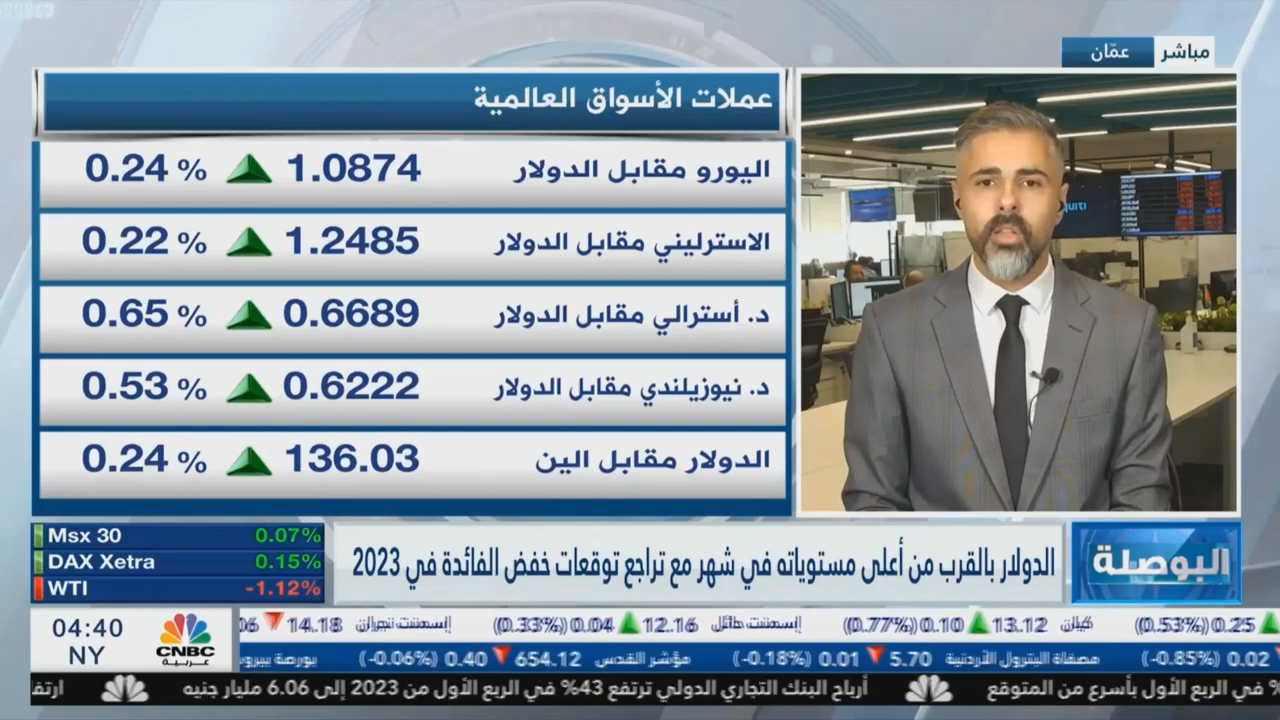 مباشر عمّان
عملات الأسواق العالمية
اليورو مقابل الدولار 1.0874 ▲ 0.24 %
الاسترليني مقابل الدولار 1.2485 ▲ 0.22 %
د. أسترالي مقابل الدولار 0.6689 ▲ 0.65 %
د. نيوزيلندي مقابل الدولار 0.6222 ▲ 0.53 %
الدولار مقابل الين 136.03 ▲ 0.24 %
البوصلة
الدولار بالقرب من أعلى مستوياته في شهر مع تراجع توقعات خفض الفائدة في 2023
Msx 30 0.07%
DAX Xetra 0.15%
WTI -1.12%
04:40
NY
CNBC
عربية
0.25 (0.53%) كيان 13.12 ▲ 0.10 (0.77%) إسمنت حائل 12.16 ▲ 0.04 (0.33%) إسمنت نجران 14.18 ▼
0.02 (-0.85%) مصفاة البترول الأردنية 5.70 ▼ 0.01 (-0.18%) مؤشر القدس 654.12 ▼ 0.40 (-0.06%) بورصة
% في الربع الأول بأسرع من المتوقع أرباح البنك التجاري الدولي ترتفع 43% في الربع الأول من 2023 إلى 6.06 مليار جنيه